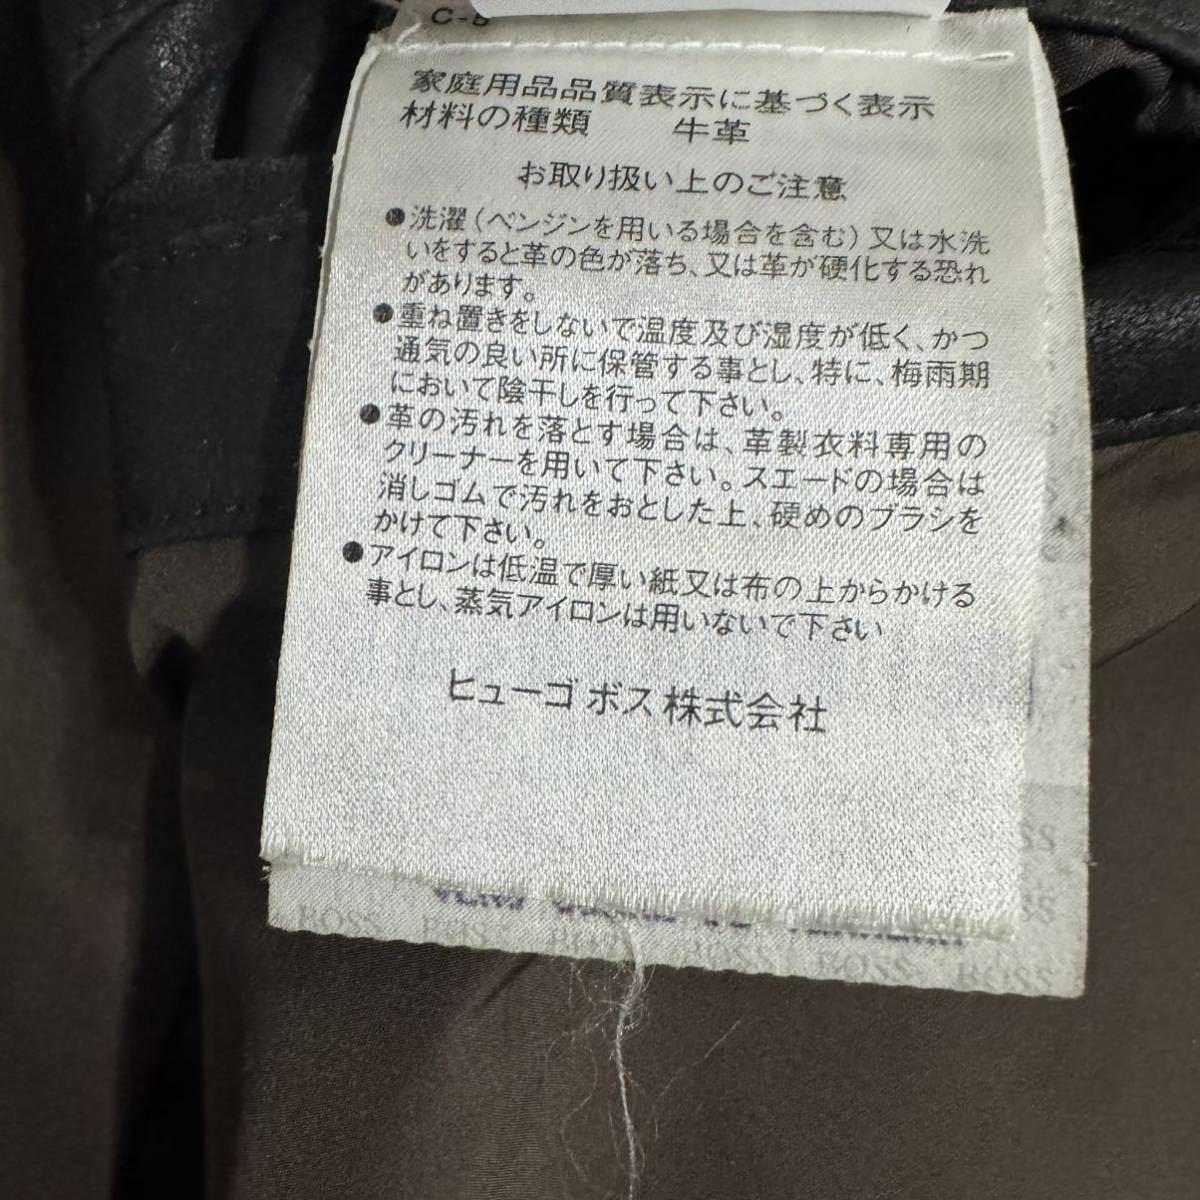 C-5
家庭用品品質表示に基づく表示
材料の種類　　牛革
お取り扱い上のご注意
●洗濯(ベンジンを用いる場合を含む)又は水洗
いをすると革の色が落ち、又は革が硬化する恐れ
があります。
●重ね置きをしないで温度及び湿度が低く、かつ
通気の良い所に保管する事とし、特に、梅雨期
において陰干しを行って下さい。
●革の汚れを落とす場合は、革製衣料専用の
クリーナーを用いて下さい。スエードの場合は
消しゴムで汚れをおとした上、硬めのブラシを
かけて下さい。
●アイロンは低温で厚い紙又は布の上からかける
事とし、蒸気アイロンは用いないで下さい
ヒューゴ ボス 株式会社
BOSS BOSS BOSS BOSS BOSS BOSS